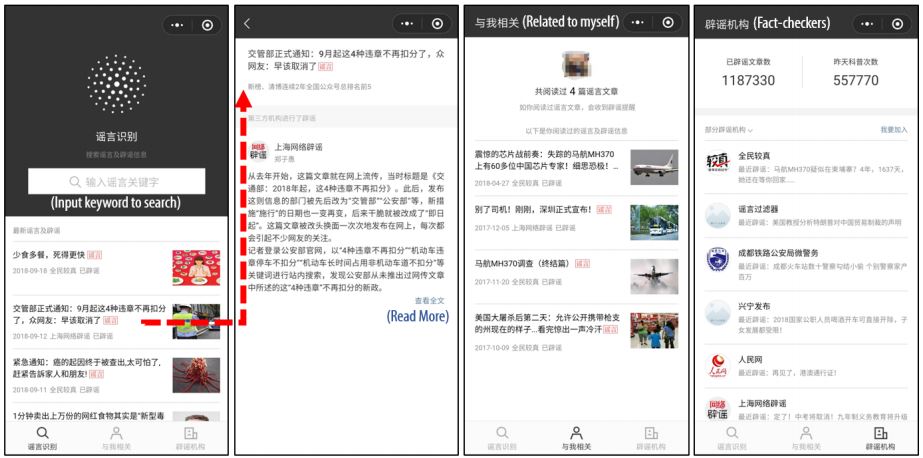 谣言识别
搜索谣言及辟谣信息
输入谣言关键字
(Input keyword to search)
最新谣言及辟谣
少食多餐，死得更快 谣言
2018-09-18 全民较真 已辟谣
交管部正式通知：9月起这4种违章不再扣分
了，众网友：早该取消了 谣言
2018-09-12 上海网络辟谣 已辟谣
紧急通知：癌的起因终于被查出,太可怕了,
赶紧告訴家人和朋友! 谣言
2018-09-11 全民较真 已辟谣
1分钟卖出上万份的网红食物其实是"新型毒
谣言识别
与我相关
辟谣机构
交管部正式通知：9月起这4种违章不再扣分了，众
网友：早该取消了 谣言
新榜、清博连续2年全国公众号总排名前5
第三方机构进行了辟谣
网络
辟谣
上海网络辟谣
郑子愚
从去年开始，这篇文章就在网上流传，当时标题是《交
通部：2018年起，这4种违章不再扣分》。此后，发布
这则信息的部门被先后改为"交管部""公安部"等，新措
施"施行"的日期也一变再变，后来干脆就被改成了"即日
起"。这篇文章被改头换面一次次地发布在网上，每次都
会引起不少网友的关注。
记者登录公安部官网，以"4种违章不再扣分""机动车违
章停车不扣分""机动车长时间占用非机动车道不扣分"等
关键词进行站内搜索，发现公安部从未推出过网传文章
中所述的这"4种违章"不再扣分的新政。
查看全文
(Read More)
与我相关 (Related to myself)
共阅读过 4 篇谣言文章
如你阅读过谣言文章，会收到辟谣提醒
以下是你阅读过的谣言及辟谣信息
震惊的芯片战前奏：失踪的马航MH370
上有60多位中国芯片专家！细思恐极！...
2018-04-27 全民较真 已辟谣
别了司机！刚刚，深圳正式宣布！ 谣言
2017-12-05 上海网络辟谣 已辟谣
马航MH370调查（终结篇） 谣言
2017-11-20 全民较真 已辟谣
美国大屠杀后第二天：允许公开携带枪支
的州现在的样子...看完惊出一声冷汗 谣言
2017-10-09 全民较真 已辟谣
谣言识别
与我相关
辟谣机构
辟谣机构 (Fact-checkers)
已辟谣文章数
昨天科普次数
1187330
557770
部分辟谣机构
我要加入
较真
全民较真
最近辟谣：马航MH370疑似在柬埔寨？4年，1637天，
她还在等你回家......
谣言过滤器
最近辟谣：美国教授分析特朗普对中国贸易制裁的声明
成都铁路公安局微警务
最近辟谣：成都火车站数十警察勾结小偷 个别警察家产
百万
兴宁发布
最近辟谣：2018国家公职人员喝酒开车可直接开除，子
女发展都受限！
人民网
人民网
最近辟谣：再见了，港澳通行证！
网络
辟谣
上海网络辟谣
最近辟谣：定了！中考将取消！九年制义务教育将升级
谣言识别
与我相关
辟谣机构